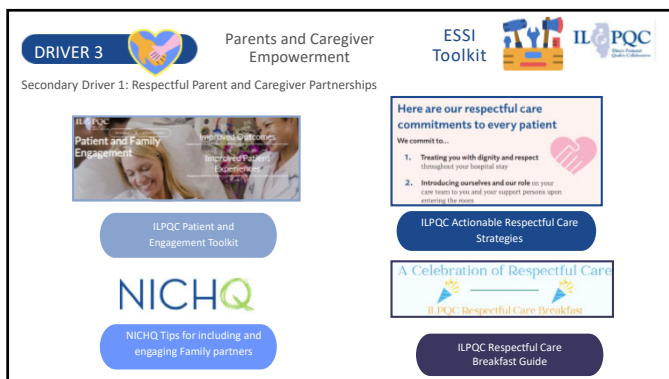 DRIVER 3
Parents and Caregiver
Empowerment
ESSI
Toolkit
ILPQC
Illinois Perinatal
Quality Collaborative
Secondary Driver 1: Respectful Parent and Caregiver Partnerships
ILPQC
Patient and Family
Engagement
Improved Outcomes
Improved Patient
Experiences
ILPQC Patient and
Engagement Toolkit
Here are our respectful care
commitments to every patient
We commit to...
1. Treating you with dignity and respect
throughout your hospital stay
2. Introducing ourselves and our role on your
care team to you and your support persons upon
entering the room
ILPQC Actionable Respectful Care
Strategies
NICHQ
NICHQ Tips for including and
engaging Family partners
A Celebration of Respectful Care
ILPQC Respectful Care Breakfast
ILPQC Respectful Care
Breakfast Guide